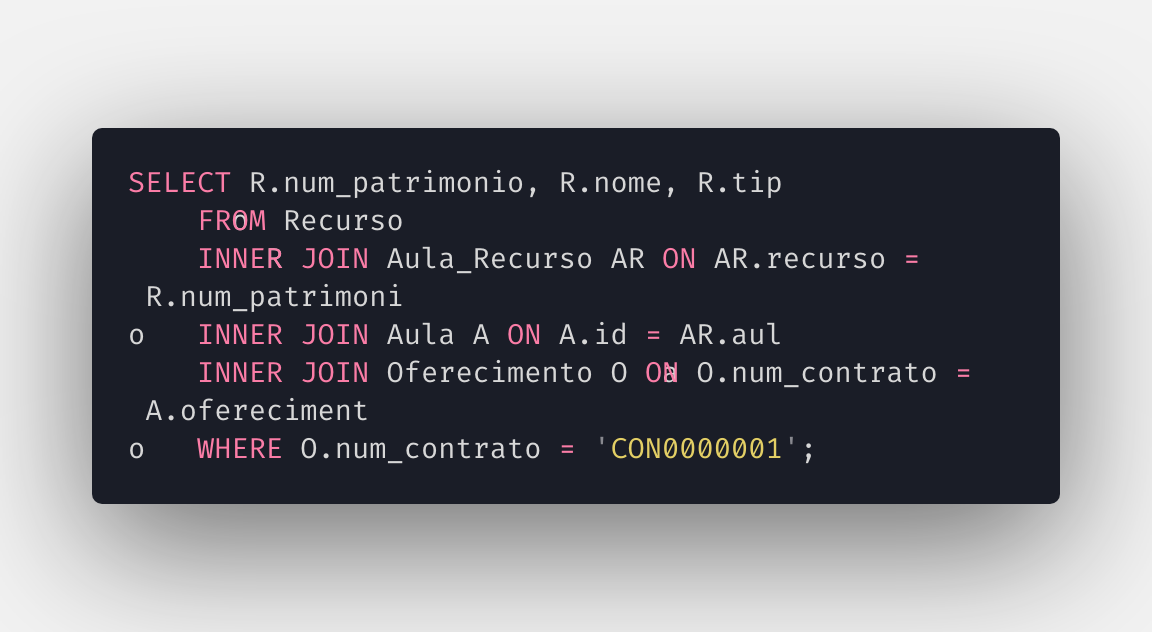 SELECT R.num_patrimonio, R.nome, R.tip
FROM Recurso
INNER JOIN Aula_Recurso AR ON AR.recurso =
R.num_patrimoni
o INNER JOIN Aula A ON A.id = AR.aul
INNER JOIN Oferecimento O ON O.num_contrato =
A.ofereciment
o WHERE O.num_contrato = 'CON0000001';